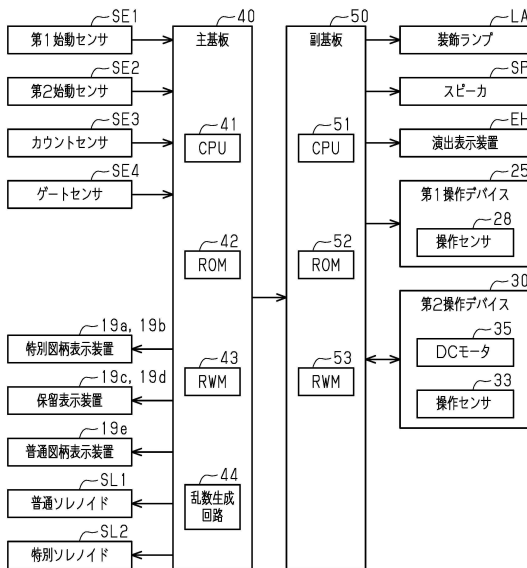 SE1
第1始動センサ
SE2
第2始動センサ
SE3
カウントセンサ
SE4
ゲートセンサ
19a, 19b
特別図柄表示装置
19c, 19d
保留表示装置
19e
普通図柄表示装置
SL1
普通ソレノイド
SL2
特別ソレノイド
40
主基板
41
CPU
42
ROM
43
RWM
44
乱数生成
回路
50
副基板
51
CPU
52
ROM
53
RWM
LA
装飾ランプ
SP
スピーカ
EH
演出表示装置
25
第1操作デバイス
28
操作センサ
30
第2操作デバイス
35
DCモータ
33
操作センサ